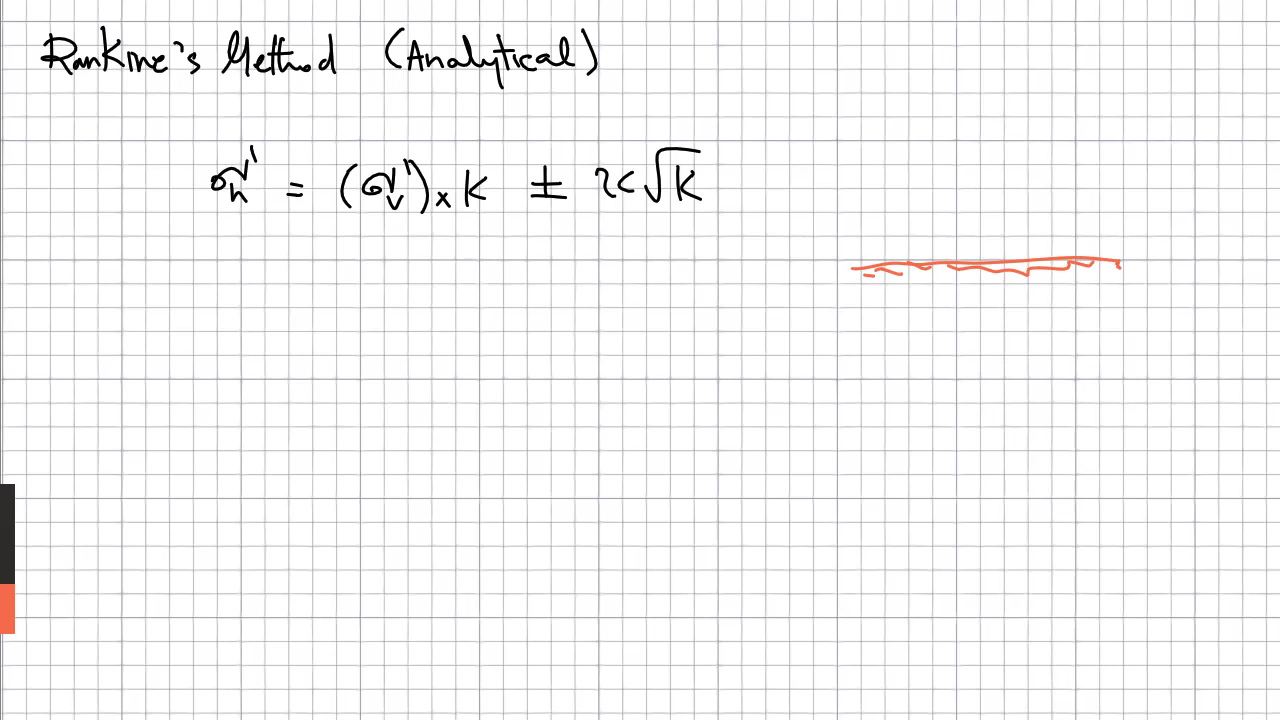 Rankine's Method (Analytical)
σh' = (σv')×K ± 2c√K